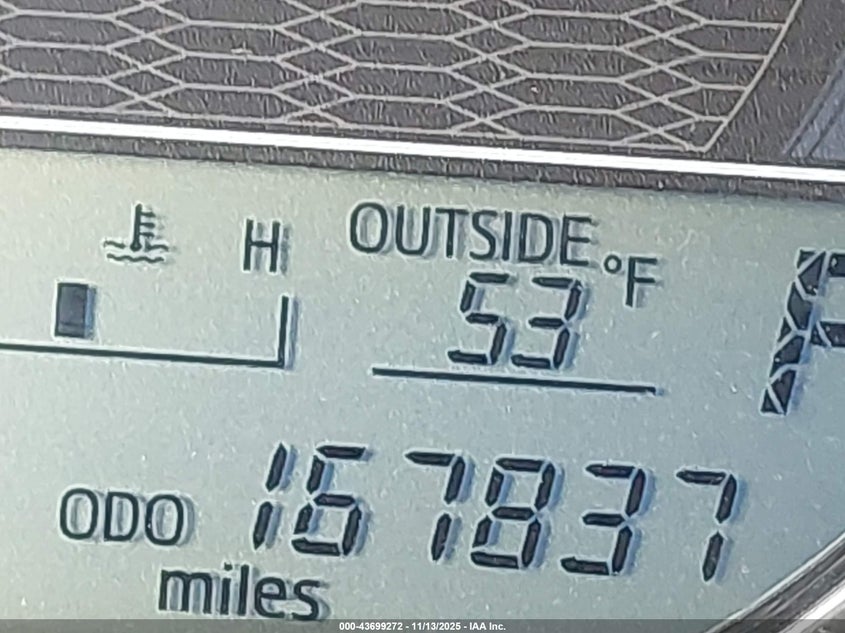 H
OUTSIDE °F
53
P
ODO 167837
miles
000-43699272 - 11/13/2025 - IAA Inc.